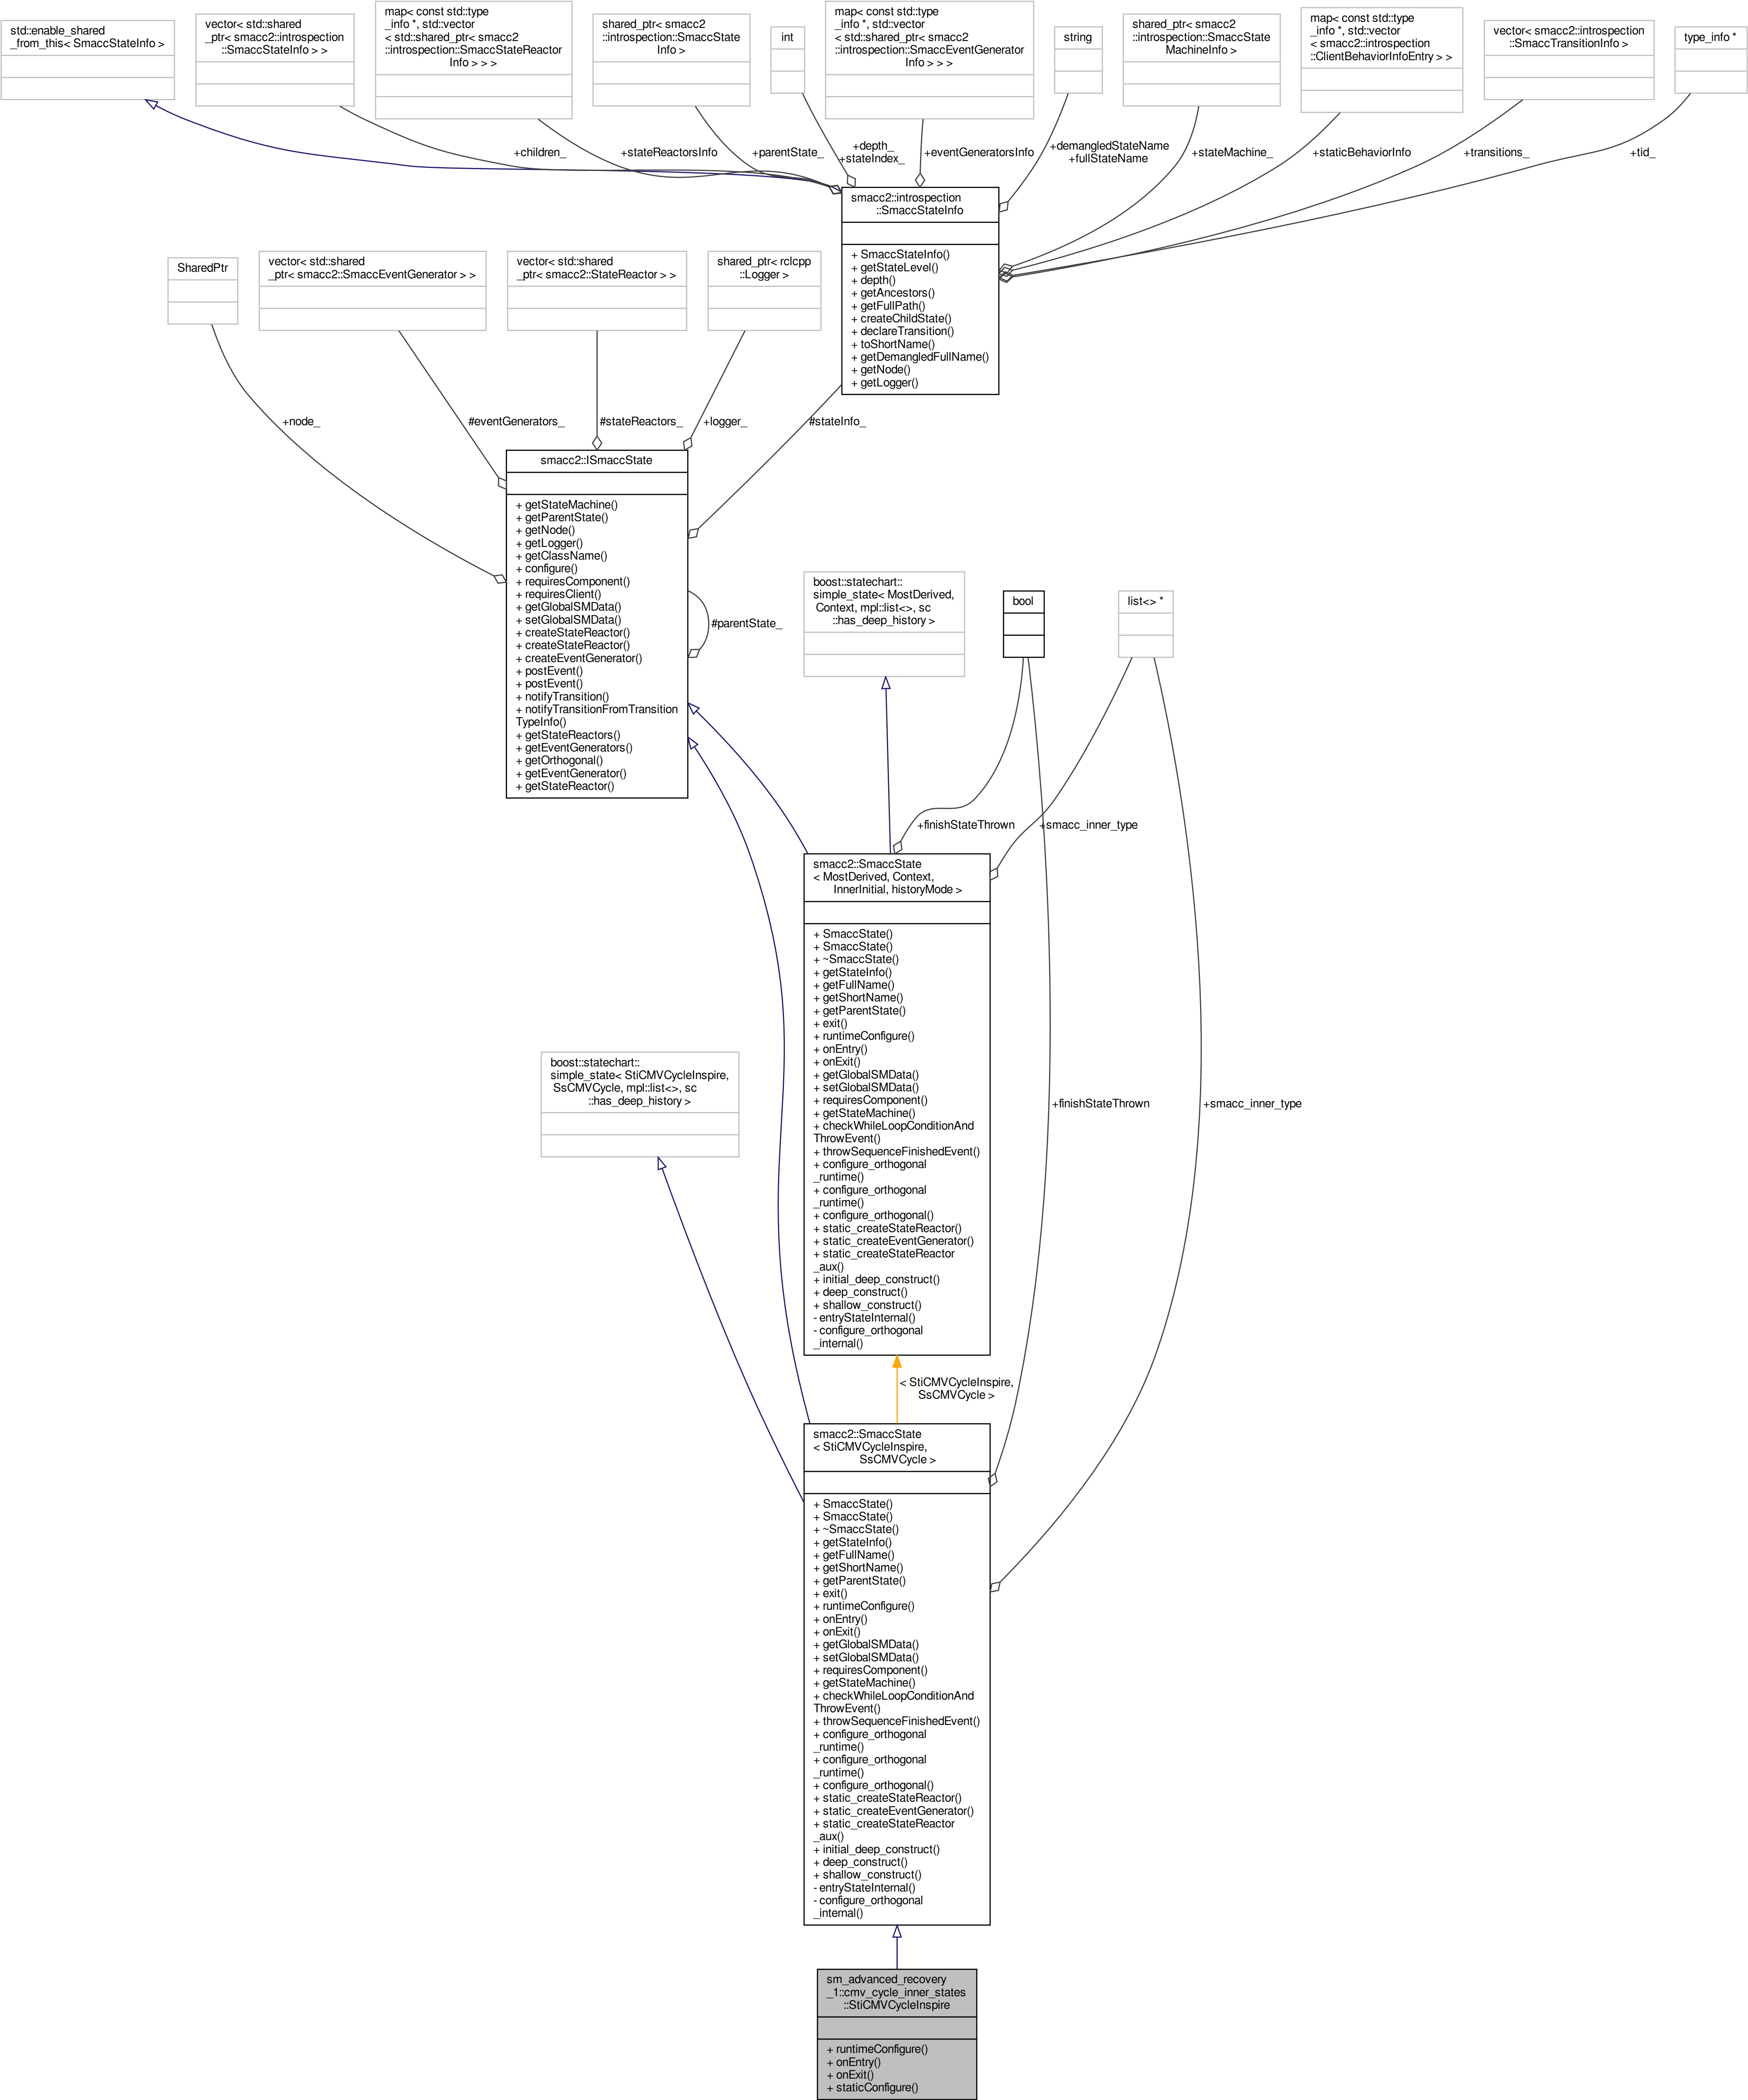 std::enable_shared
_from_this< SmaccStateInfo >
vector< std::shared
_ptr< smacc2::introspection
::SmaccStateInfo > >
map< const std::type
_info *, std::vector
< std::shared_ptr< smacc2
::introspection::SmaccStateReactor
Info > > >
shared_ptr< smacc2
::introspection::SmaccState
Info >
int
map< const std::type
_info *, std::vector
< std::shared_ptr< smacc2
::introspection::SmaccEventGenerator
Info > > >
string
shared_ptr< smacc2
::introspection::SmaccState
MachineInfo >
map< const std::type
_info *, std::vector
< smacc2::introspection
::ClientBehaviorInfoEntry > >
vector< smacc2::introspection
::SmaccTransitionInfo >
type_info *
+children_
+stateReactorsInfo
+parentState_
+depth_
+stateIndex_
+eventGeneratorsInfo
+demangledStateName
+fullStateName
+stateMachine_
+staticBehaviorInfo
+transitions_
+tid_
smacc2::introspection
::SmaccStateInfo
+ SmaccStateInfo()
+ getStateLevel()
+ depth()
+ getAncestors()
+ getFullPath()
+ createChildState()
+ declareTransition()
+ toShortName()
+ getDemangledFullName()
+ getNode()
+ getLogger()
SharedPtr
vector< std::shared
_ptr< smacc2::SmaccEventGenerator > >
vector< std::shared
_ptr< smacc2::StateReactor > >
shared_ptr< rclcpp
::Logger >
+node_
#eventGenerators_
#stateReactors_
+logger_
#stateInfo_
smacc2::ISmaccState
+ getStateMachine()
+ getParentState()
+ getNode()
+ getLogger()
+ getClassName()
+ configure()
+ requiresComponent()
+ requiresClient()
+ getGlobalSMData()
+ setGlobalSMData()
+ createStateReactor()
+ createStateReactor()
+ createEventGenerator()
+ postEvent()
+ postEvent()
+ notifyTransition()
+ notifyTransitionFromTransition
TypeInfo()
+ getStateReactors()
+ getEventGenerators()
+ getOrthogonal()
+ getEventGenerator()
+ getStateReactor()
#parentState_
boost::statechart::
simple_state< MostDerived,
Context, mpl::list<>, sc
::has_deep_history >
bool
list<> *
+finishStateThrown
+smacc_inner_type
smacc2::SmaccState
< MostDerived, Context,
InnerInitial, historyMode >
+ SmaccState()
+ SmaccState()
+ ~SmaccState()
+ getStateInfo()
+ getFullName()
+ getShortName()
+ getParentState()
+ exit()
+ runtimeConfigure()
+ onEntry()
+ onExit()
+ getGlobalSMData()
+ setGlobalSMData()
+ requiresComponent()
+ getStateMachine()
+ checkWhileLoopConditionAnd
ThrowEvent()
+ throwSequenceFinishedEvent()
+ configure_orthogonal
_runtime()
+ configure_orthogonal
_runtime()
+ configure_orthogonal()
+ static_createStateReactor()
+ static_createEventGenerator()
+ static_createStateReactor
_aux()
+ initial_deep_construct()
+ deep_construct()
+ shallow_construct()
- entryStateInternal()
- configure_orthogonal
_internal()
boost::statechart::
simple_state< StiCMVCycleInspire,
SsCMVCycle, mpl::list<>, sc
::has_deep_history >
+finishStateThrown
+smacc_inner_type
< StiCMVCycleInspire,
SsCMVCycle >
smacc2::SmaccState
< StiCMVCycleInspire,
SsCMVCycle >
+ SmaccState()
+ SmaccState()
+ ~SmaccState()
+ getStateInfo()
+ getFullName()
+ getShortName()
+ getParentState()
+ exit()
+ runtimeConfigure()
+ onEntry()
+ onExit()
+ getGlobalSMData()
+ setGlobalSMData()
+ requiresComponent()
+ getStateMachine()
+ checkWhileLoopConditionAnd
ThrowEvent()
+ throwSequenceFinishedEvent()
+ configure_orthogonal
_runtime()
+ configure_orthogonal
_runtime()
+ configure_orthogonal()
+ static_createStateReactor()
+ static_createEventGenerator()
+ static_createStateReactor
_aux()
+ initial_deep_construct()
+ deep_construct()
+ shallow_construct()
- entryStateInternal()
- configure_orthogonal
_internal()
sm_advanced_recovery
_1::cmv_cycle_inner_states
::StiCMVCycleInspire
+ runtimeConfigure()
+ onEntry()
+ onExit()
+ staticConfigure()